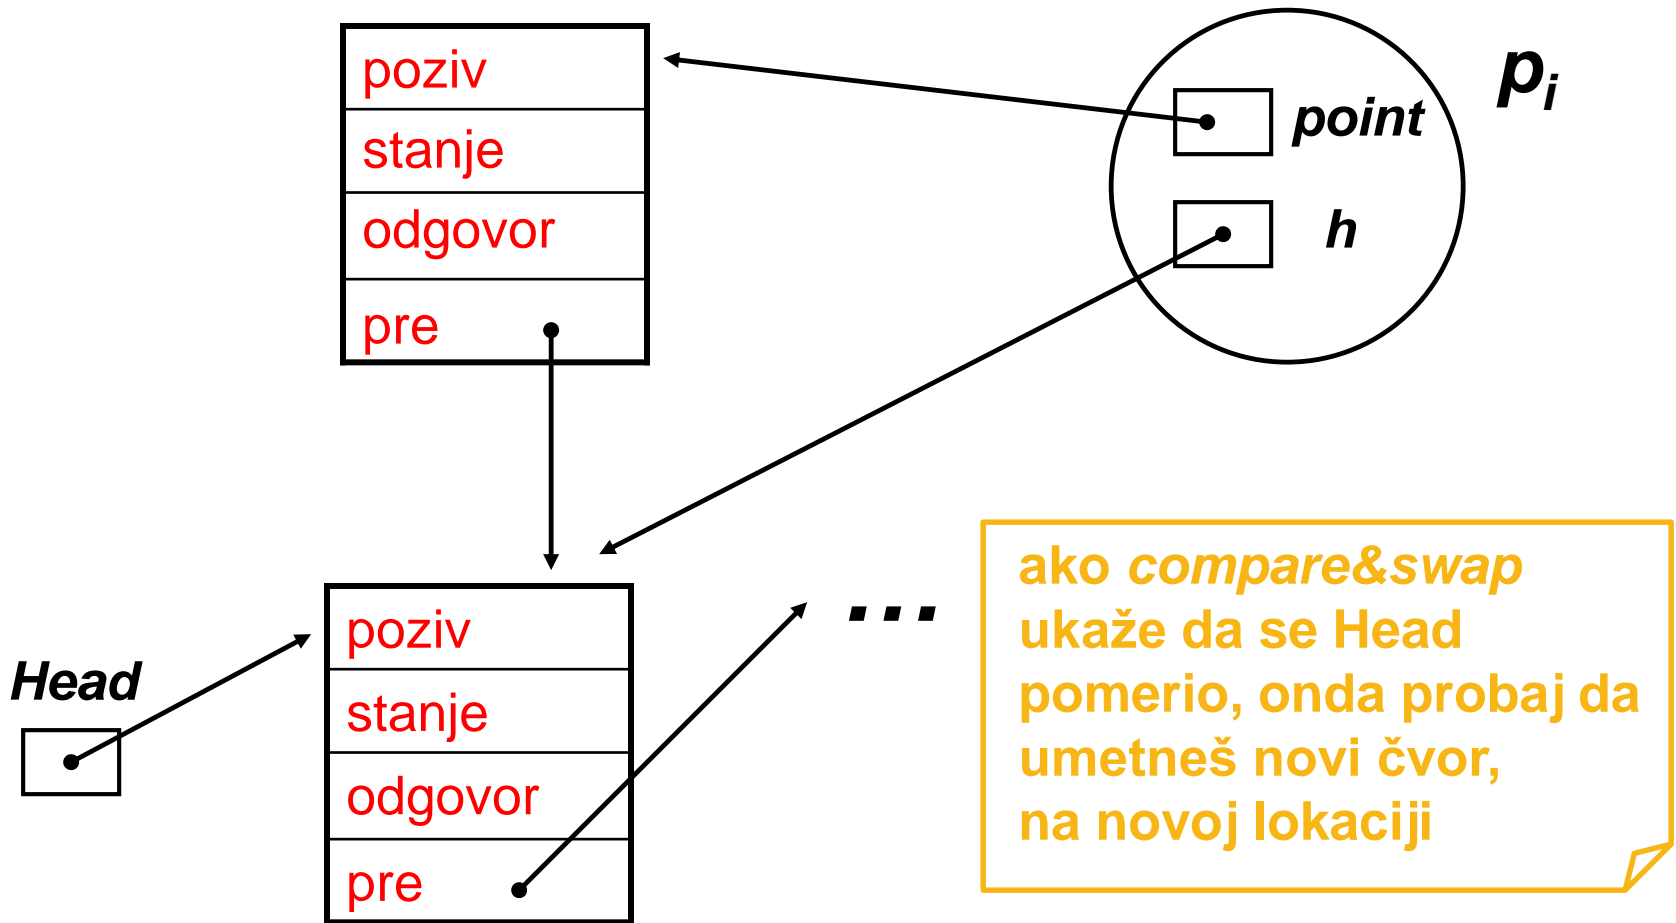 poziv
stanje
odgovor
pre
point
h
pi
Head
poziv
stanje
odgovor
pre
...
ako compare&swap
ukaže da se Head
pomerio, onda probaj da
umetneš novi čvor,
na novoj lokaciji